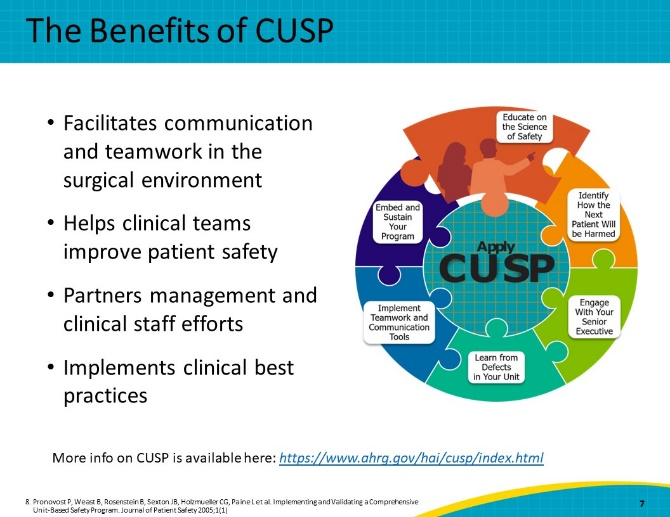 The Benefits of CUSP
• Facilitates communication
and teamwork in the
surgical environment
• Helps clinical teams
improve patient safety
• Partners management and
clinical staff efforts
• Implements clinical best
practices
Educate on
the Science
of Safety
Identify
How the
Next
Patient Will
be Harmed
Engage
With Your
Senior
Executive
Learn from
Defects
in Your Unit
Implement
Teamwork and
Communication
Tools
Embed and
Sustain
Your
Program
Apply
CUSP
More info on CUSP is available here: https://www.ahrq.gov/hai/cusp/index.html
8. Pronovost P, Weast B, Rosenstein B, Sexton JB, Holzmueller CG, Paine L et al. Implementing and Validating a Comprehensive
Unit-Based Safety Program. Journal of Patient Safety 2005;1(1)
7